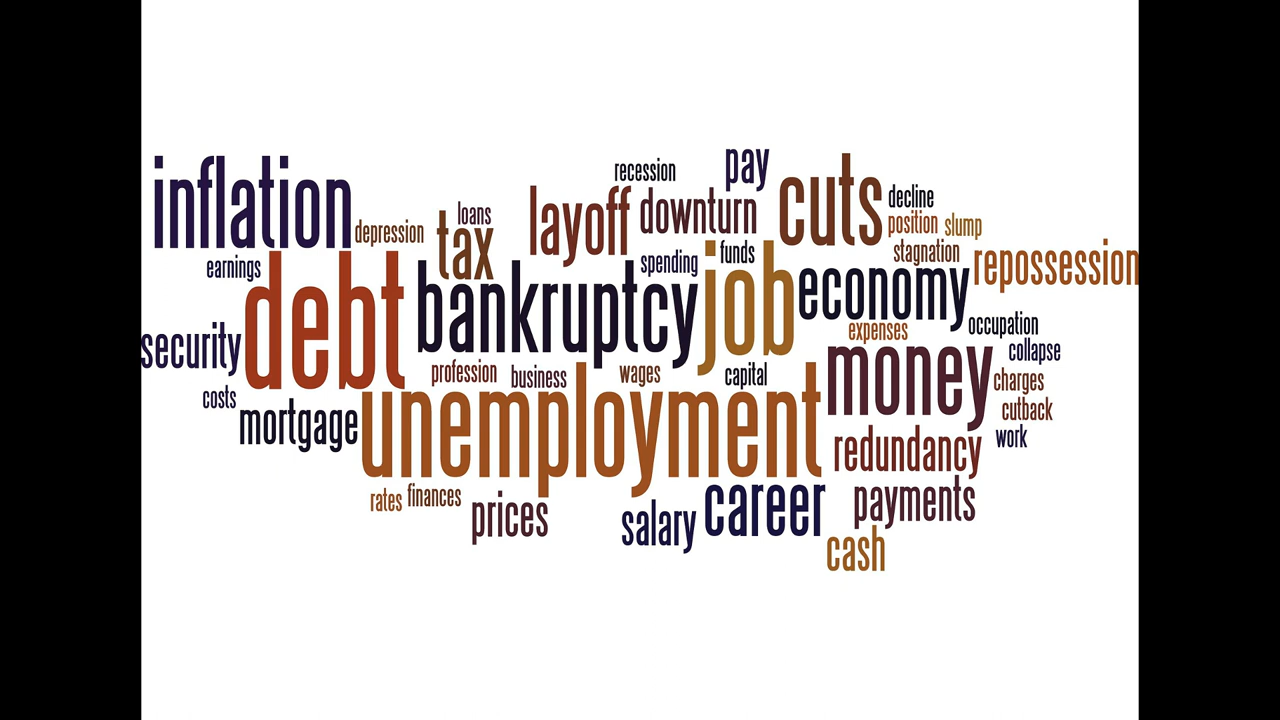 inflation
recession
pay
cuts
decline
depression
loans
tax
layoff
downturn
position
slump
earnings
debt
bankruptcy
spending
funds
job
stagnation
economy
repossession
security
expenses
occupation
collapse
costs
mortgage
profession
business
wages
capital
money
charges
cutback
work
unemployment
redundancy
rates
finances
prices
salary
career
payments
cash